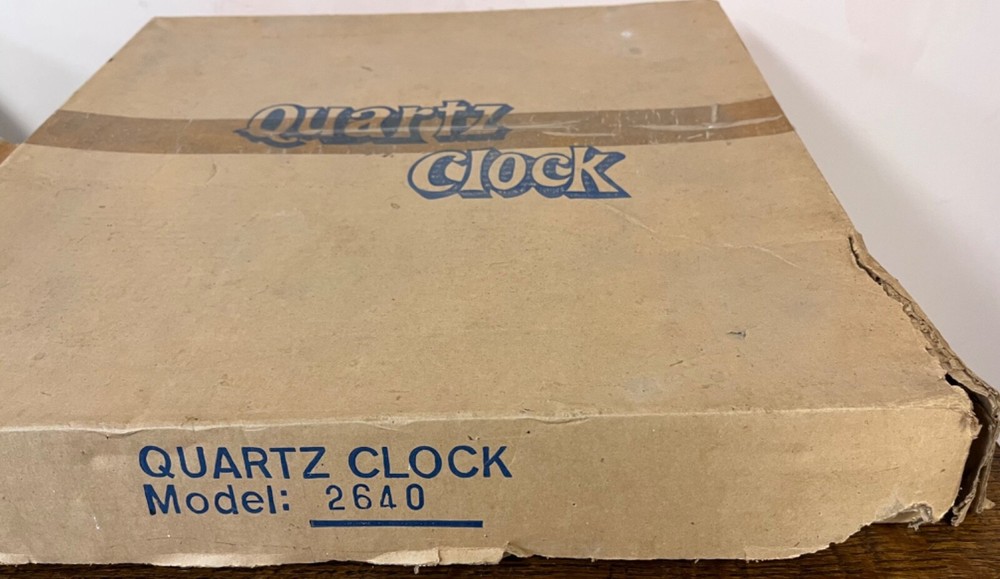 Quartz
Clock
QUARTZ CLOCK
Model: 2640